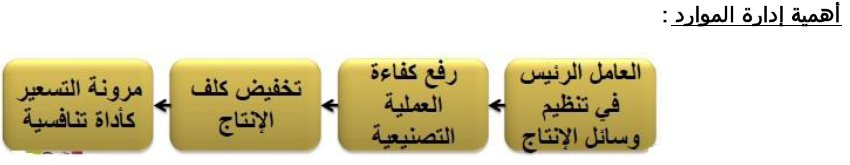 أهمية إدارة الموارد :
العامل الرئيس
في تنظيم
وسائل الإنتاج
رفع كفاءة
العملية
التصنيعية
تخفيض كلف
الإنتاج
مرونة التسعير
كأداة تنافسية